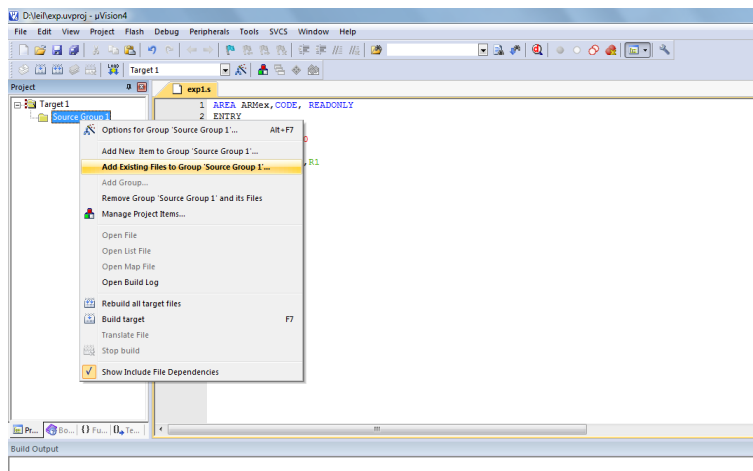 D:\leil\exp.uvproj - µVision4
File Edit View Project Flash Debug Peripherals Tools SVCS Window Help
LOAD Target 1
Project
exp1.s
Target 1
Source Group 1
1 AREA ARMex,CODE, READONLY
2 ENTRY
0
,R1
Options for Group 'Source Group 1'... Alt+F7
Add New Item to Group 'Source Group 1'...
Add Existing Files to Group 'Source Group 1'...
Add Group...
Remove Group 'Source Group 1' and its Files
Manage Project Items...
Open File
Open List File
Open Map File
Open Build Log
Rebuild all target files
Build target F7
Translate File
Stop build
Show Include File Dependencies
Pr... Bo... {} Fu... 0 Te...
Build Output